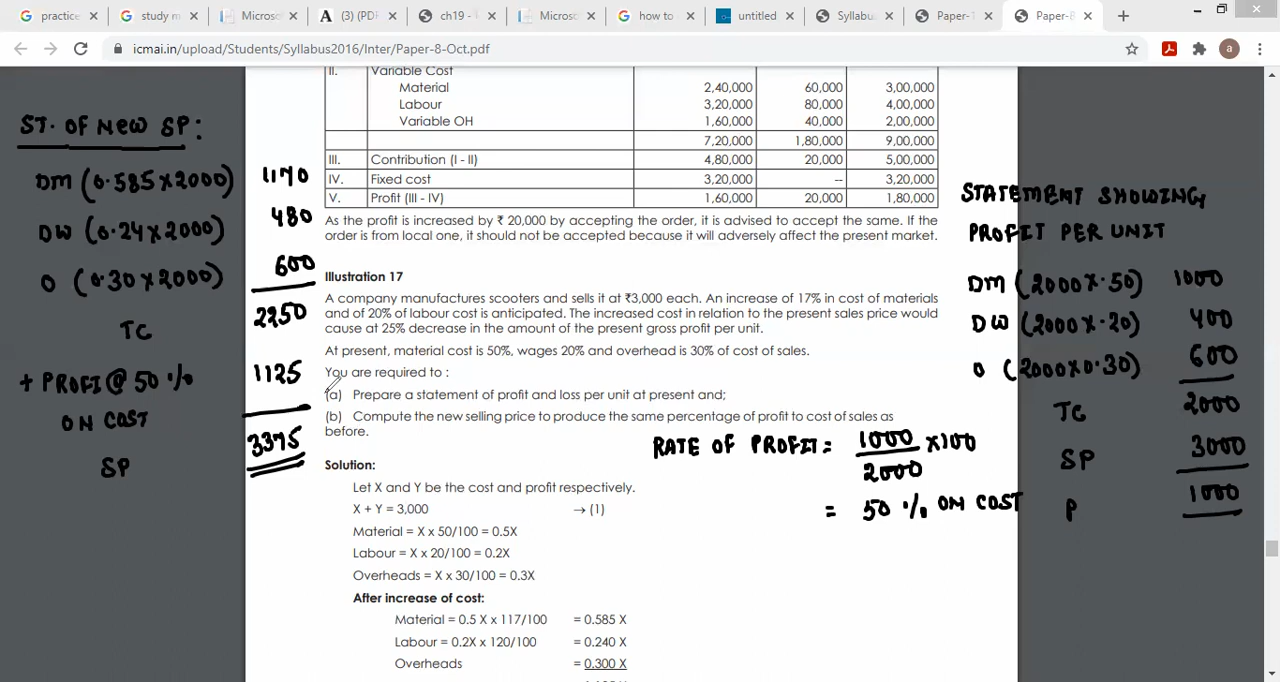 practice
study m
Microso
(3) (PD
ch19 -
Microso
how to
untitled
Syllabu
Paper-
Paper-8
icmai.in/upload/Students/Syllabus2016/Inter/Paper-8-Oct.pdf
a
II. Variable Cost
Material 2,40,000 60,000 3,00,000
Labour 3,20,000 80,000 4,00,000
Variable OH 1,60,000 40,000 2,00,000
7,20,000 1,80,000 9,00,000
III. Contribution (I - II) 4,80,000 20,000 5,00,000
IV. Fixed cost 3,20,000 -- 3,20,000
V. Profit (III - IV) 1,60,000 20,000 1,80,000
As the profit is increased by ₹ 20,000 by accepting the order, it is advised to accept the same. If the
order is from local one, it should not be accepted because it will adversely affect the present market.
Illustration 17
A company manufactures scooters and sells it at ₹3,000 each. An increase of 17% in cost of materials
and of 20% of labour cost is anticipated. The increased cost in relation to the present sales price would
cause at 25% decrease in the amount of the present gross profit per unit.
At present, material cost is 50%, wages 20% and overhead is 30% of cost of sales.
You are required to :
(a) Prepare a statement of profit and loss per unit at present and;
(b) Compute the new selling price to produce the same percentage of profit to cost of sales as
before.
Solution:
Let X and Y be the cost and profit respectively.
X + Y = 3,000 → (1)
Material = X x 50/100 = 0.5X
Labour = X x 20/100 = 0.2X
Overheads = X x 30/100 = 0.3X
After increase of cost:
Material = 0.5 X x 117/100 = 0.585 X
Labour = 0.2X x 120/100 = 0.240 X
Overheads = 0.300 X
ST. OF NEW SP:
DM (0.585x2000) 1170
DW (0.24x2000) 480
O (0.30x2000) 600
TC 2250
+ PROFI@ 50 % 1125
ON COST
SP 3375
STATEMENT SHOWING
PROFIT PER UNIT
DM (2000x.50) 1000
DW (2000x.20) 400
O (2000x0.30) 600
TC 2000
SP 3000
P 1000
RATE OF PROFIT = 1000 x100
2000
= 50 % ON COST